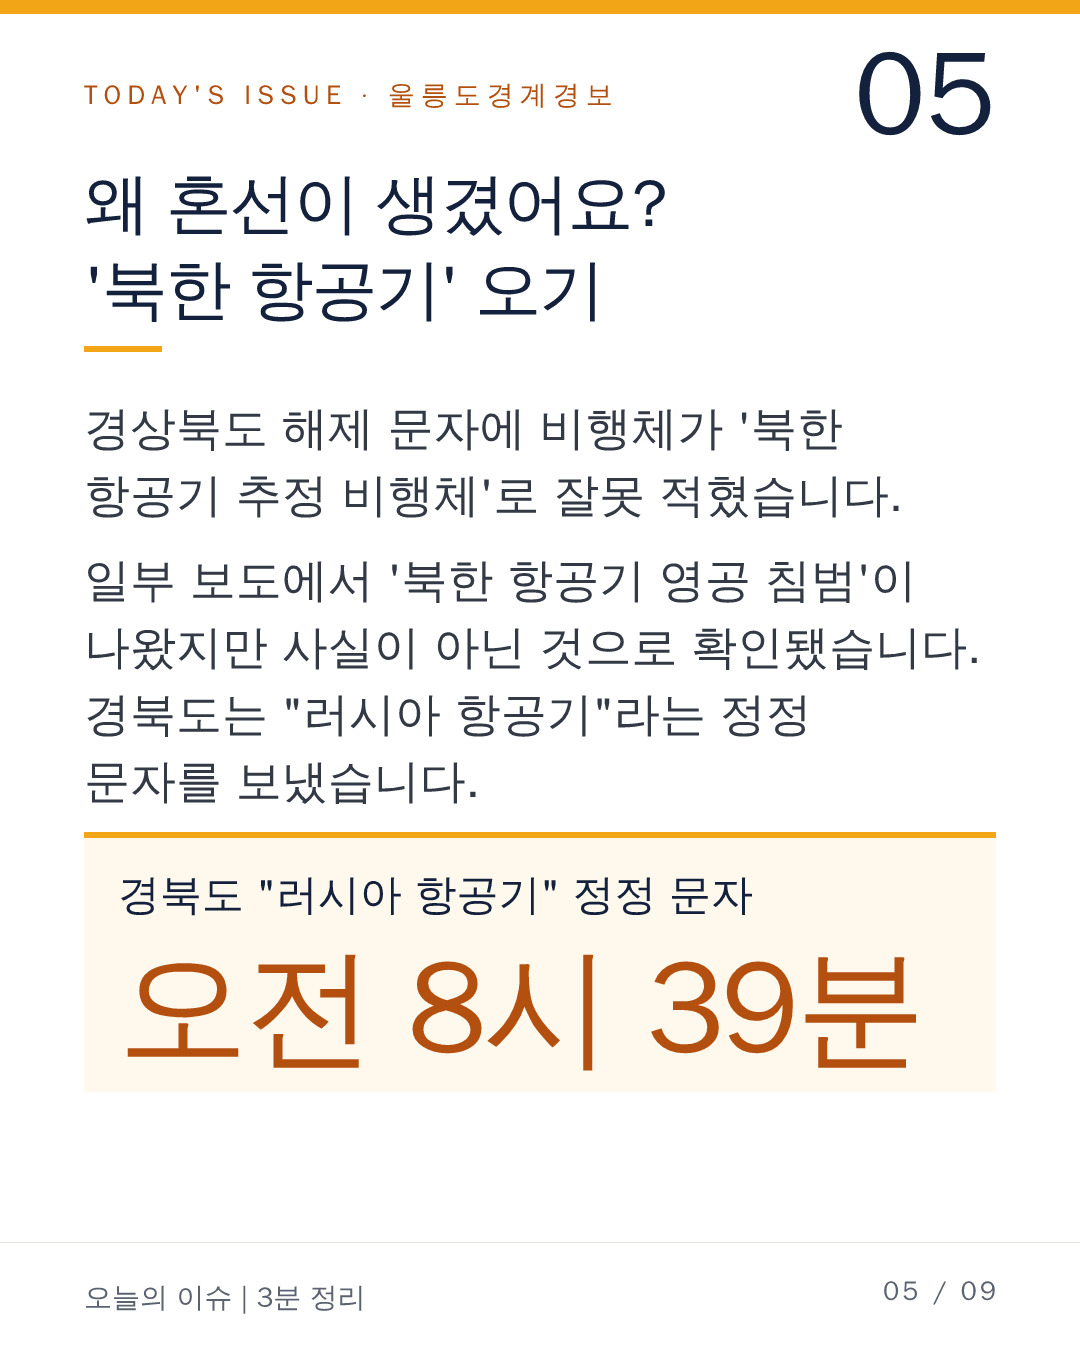 TODAY'S ISSUE · 울릉도경계경보
05
왜 혼선이 생겼어요?
'북한 항공기' 오기
경상북도 해제 문자에 비행체가 '북한
항공기 추정 비행체'로 잘못 적혔습니다.
일부 보도에서 '북한 항공기 영공 침범'이
나왔지만 사실이 아닌 것으로 확인됐습니다.
경북도는 "러시아 항공기"라는 정정
문자를 보냈습니다.
경북도 "러시아 항공기" 정정 문자
오전 8시 39분
오늘의 이슈 | 3분 정리
05 / 09